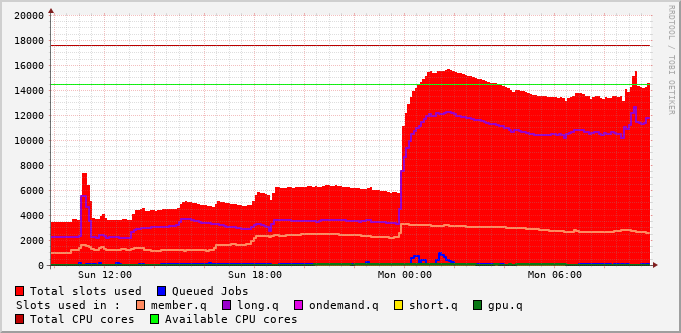 20000
18000
16000
14000
12000
10000
8000
6000
4000
2000
0
Sun 12:00 Sun 18:00 Mon 00:00 Mon 06:00
RRDTOOL / TOBI OETIKER
Total slots used Queued Jobs
Slots used in : member.q long.q ondemand.q short.q gpu.q
Total CPU cores Available CPU cores